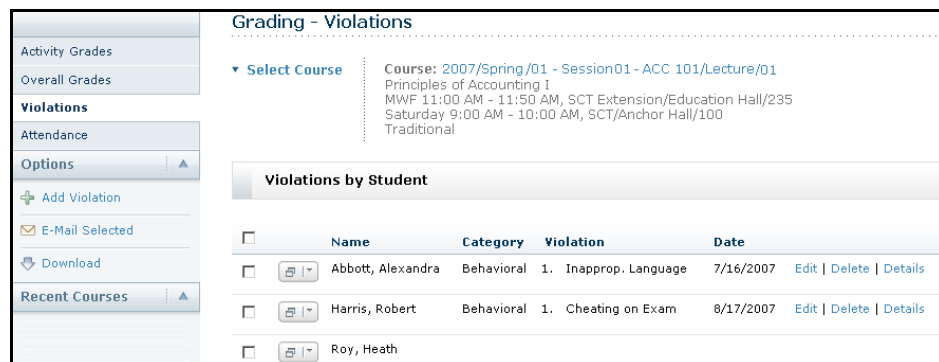 Grading - Violations
Activity Grades
Overall Grades
Violations
Attendance
Options
Add Violation
E-Mail Selected
Download
Recent Courses
Select Course
Course: 2007/Spring/01 - Session01 - ACC 101/Lecture/01
Principles of Accounting I
MWF 11:00 AM - 11:50 AM, SCT Extension/Education Hall/235
Saturday 9:00 AM - 10:00 AM, SCT/Anchor Hall/100
Traditional
Violations by Student
Name Category Violation Date
Abbott, Alexandra Behavioral 1. Inapprop. Language 7/16/2007 Edit | Delete | Details
Harris, Robert Behavioral 1. Cheating on Exam 8/17/2007 Edit | Delete | Details
Roy, Heath